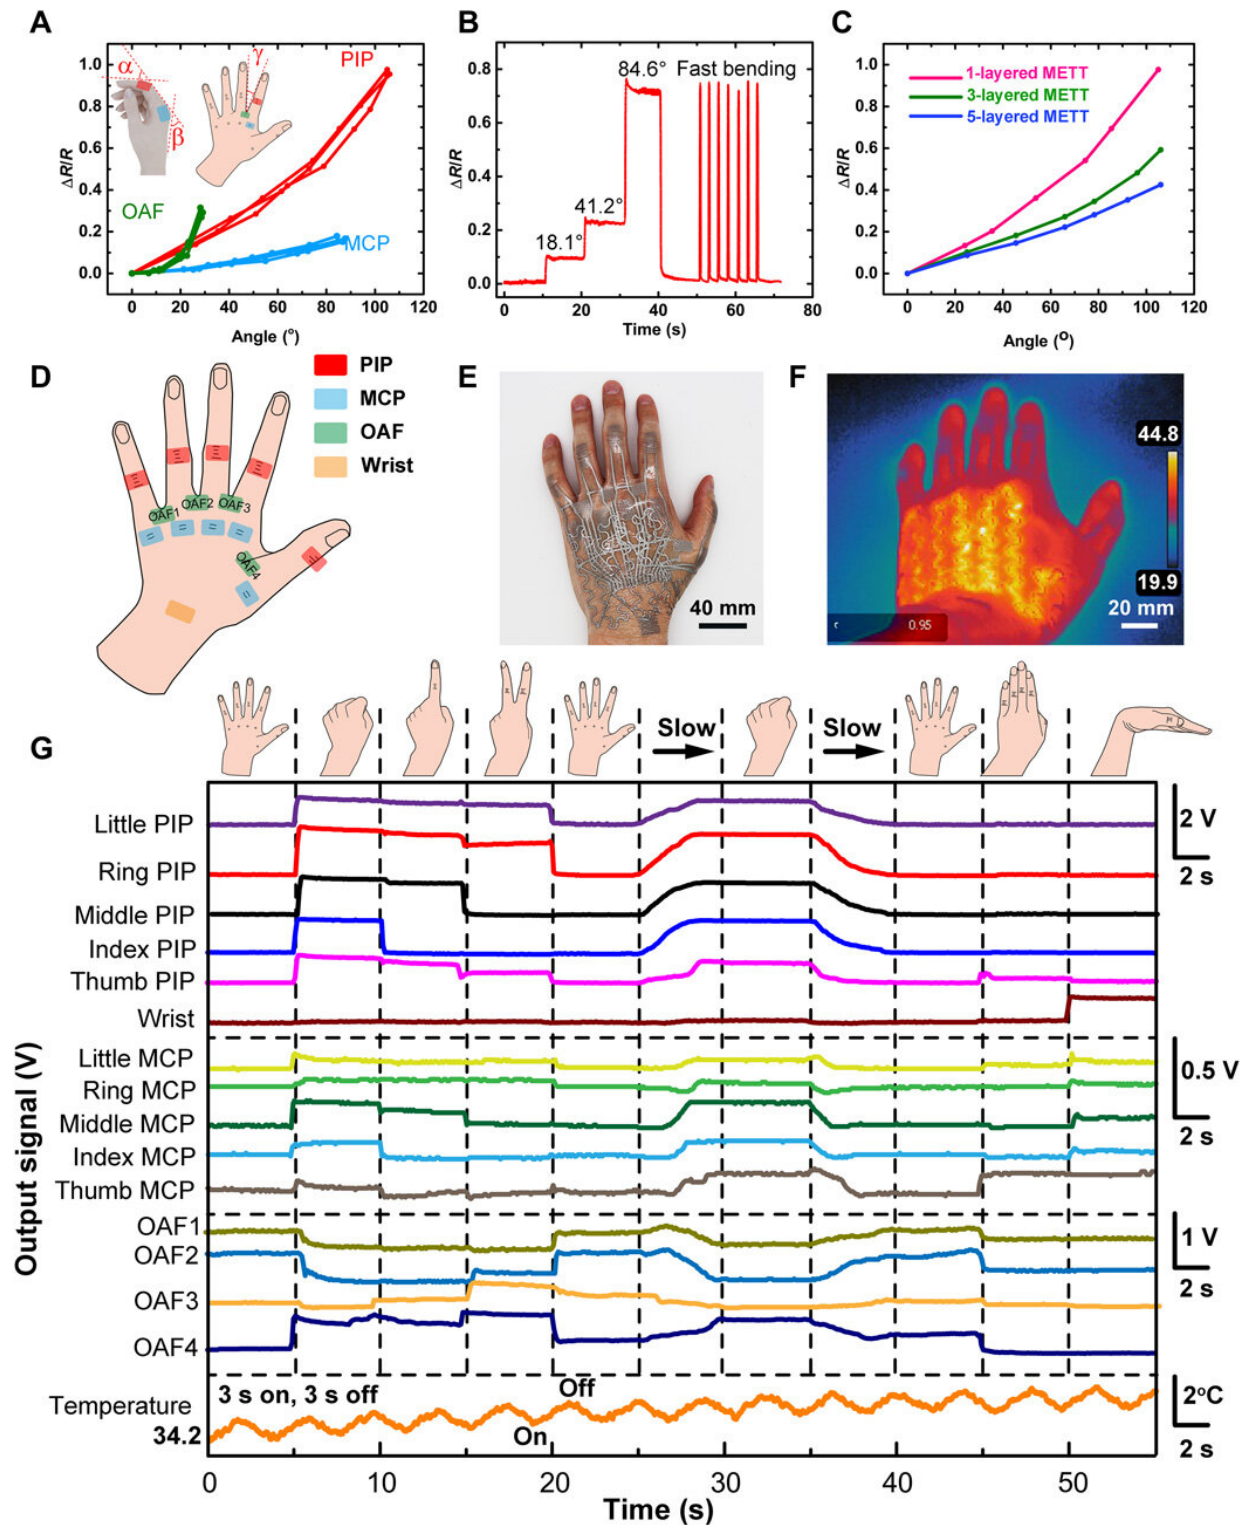 A
B
C
ΔR/R
1.0
0.8
0.6
0.4
0.2
0.0
α
β
γ
PIP
OAF
MCP
0 20 40 60 80 100 120
Angle (°)
ΔR/R
0.8
0.6
0.4
0.2
0.0
18.1°
41.2°
84.6°
Fast bending
0 20 40 60 80
Time (s)
ΔR/R
1.0
0.8
0.6
0.4
0.2
0.0
1-layered METT
3-layered METT
5-layered METT
0 20 40 60 80 100 120
Angle (O)
D
PIP
MCP
OAF
Wrist
OAF1
OAF2
OAF3
OAF4
E
40 mm
F
44.8
19.9
0.95
20 mm
G
Slow
Slow
Output signal (V)
Little PIP
Ring PIP
Middle PIP
Index PIP
Thumb PIP
Wrist
2 V
2 s
Little MCP
Ring MCP
Middle MCP
Index MCP
Thumb MCP
0.5 V
2 s
OAF1
OAF2
OAF3
OAF4
1 V
2 s
3 s on, 3 s off
Off
On
Temperature
34.2
2°C
2 s
0 10 20 30 40 50
Time (s)